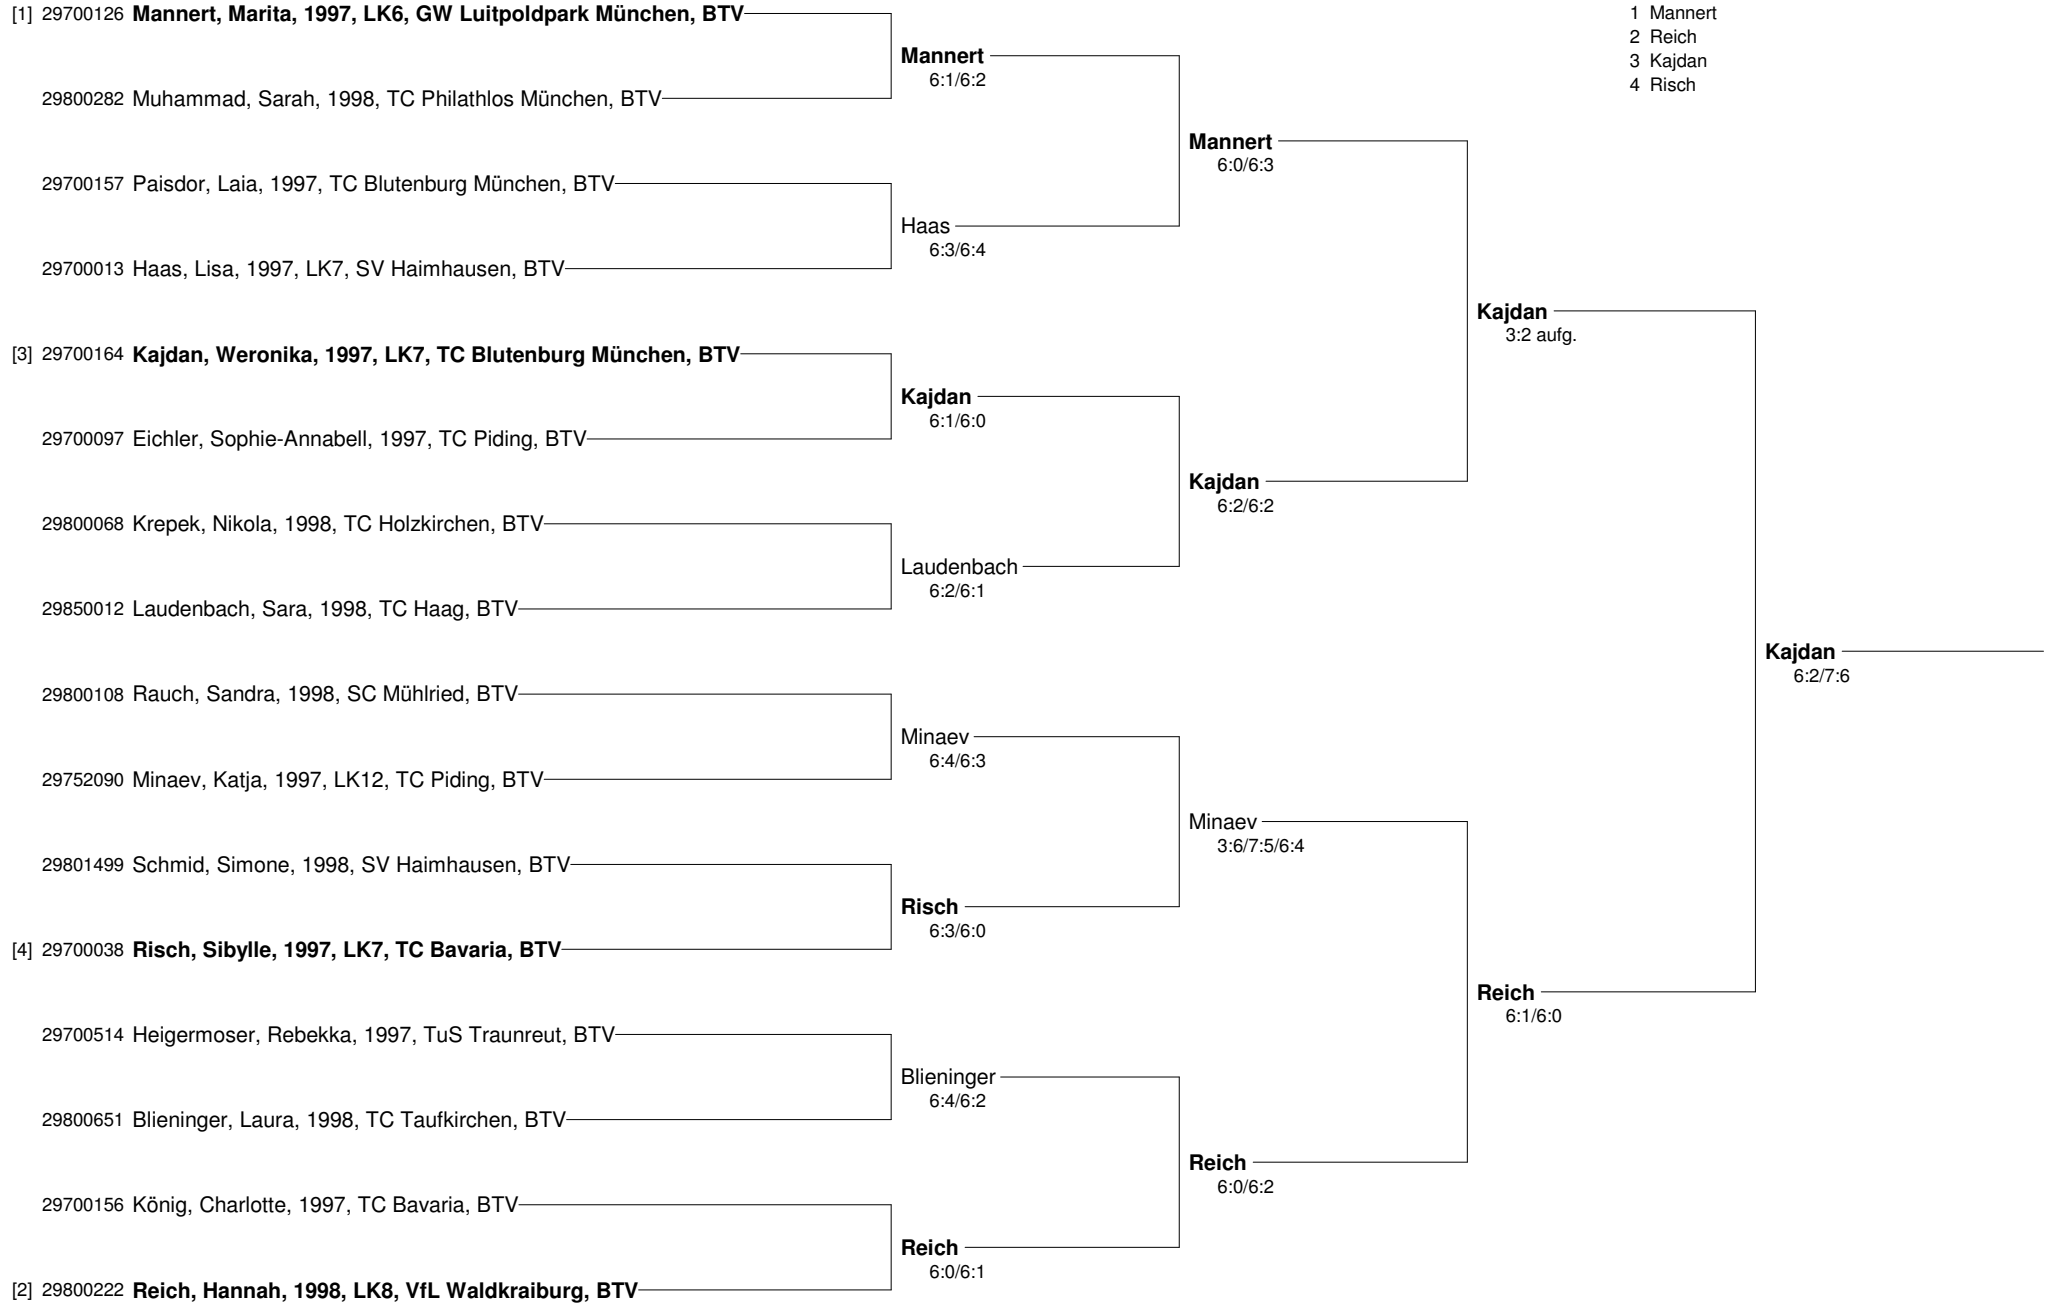 [1] 29700126 Mannert, Marita, 1997, LK6, GW Luitpoldpark München, BTV
29800282 Muhammad, Sarah, 1998, TC Philathlos München, BTV
29700157 Paisdor, Laia, 1997, TC Blutenburg München, BTV
29700013 Haas, Lisa, 1997, LK7, SV Haimhausen, BTV
[3] 29700164 Kajdan, Weronika, 1997, LK7, TC Blutenburg München, BTV
29700097 Eichler, Sophie-Annabell, 1997, TC Piding, BTV
29800068 Krepek, Nikola, 1998, TC Holzkirchen, BTV
29850012 Laudenbach, Sara, 1998, TC Haag, BTV
29800108 Rauch, Sandra, 1998, SC Mühlried, BTV
29752090 Minaev, Katja, 1997, LK12, TC Piding, BTV
29801499 Schmid, Simone, 1998, SV Haimhausen, BTV
[4] 29700038 Risch, Sibylle, 1997, LK7, TC Bavaria, BTV
29700514 Heigermoser, Rebekka, 1997, TuS Traunreut, BTV
29800651 Blieninger, Laura, 1998, TC Taufkirchen, BTV
29700156 König, Charlotte, 1997, TC Bavaria, BTV
[2] 29800222 Reich, Hannah, 1998, LK8, VfL Waldkraiburg, BTV
Mannert
6:1/6:2
Haas
6:3/6:4
Kajdan
6:1/6:0
Laudenbach
6:2/6:1
Minaev
6:4/6:3
Risch
6:3/6:0
Blieninger
6:4/6:2
Reich
6:0/6:1
Mannert
6:0/6:3
Kajdan
6:2/6:2
Minaev
3:6/7:5/6:4
Reich
6:0/6:2
Kajdan
3:2 aufg.
Reich
6:1/6:0
Kajdan
6:2/7:6
1 Mannert
2 Reich
3 Kajdan
4 Risch